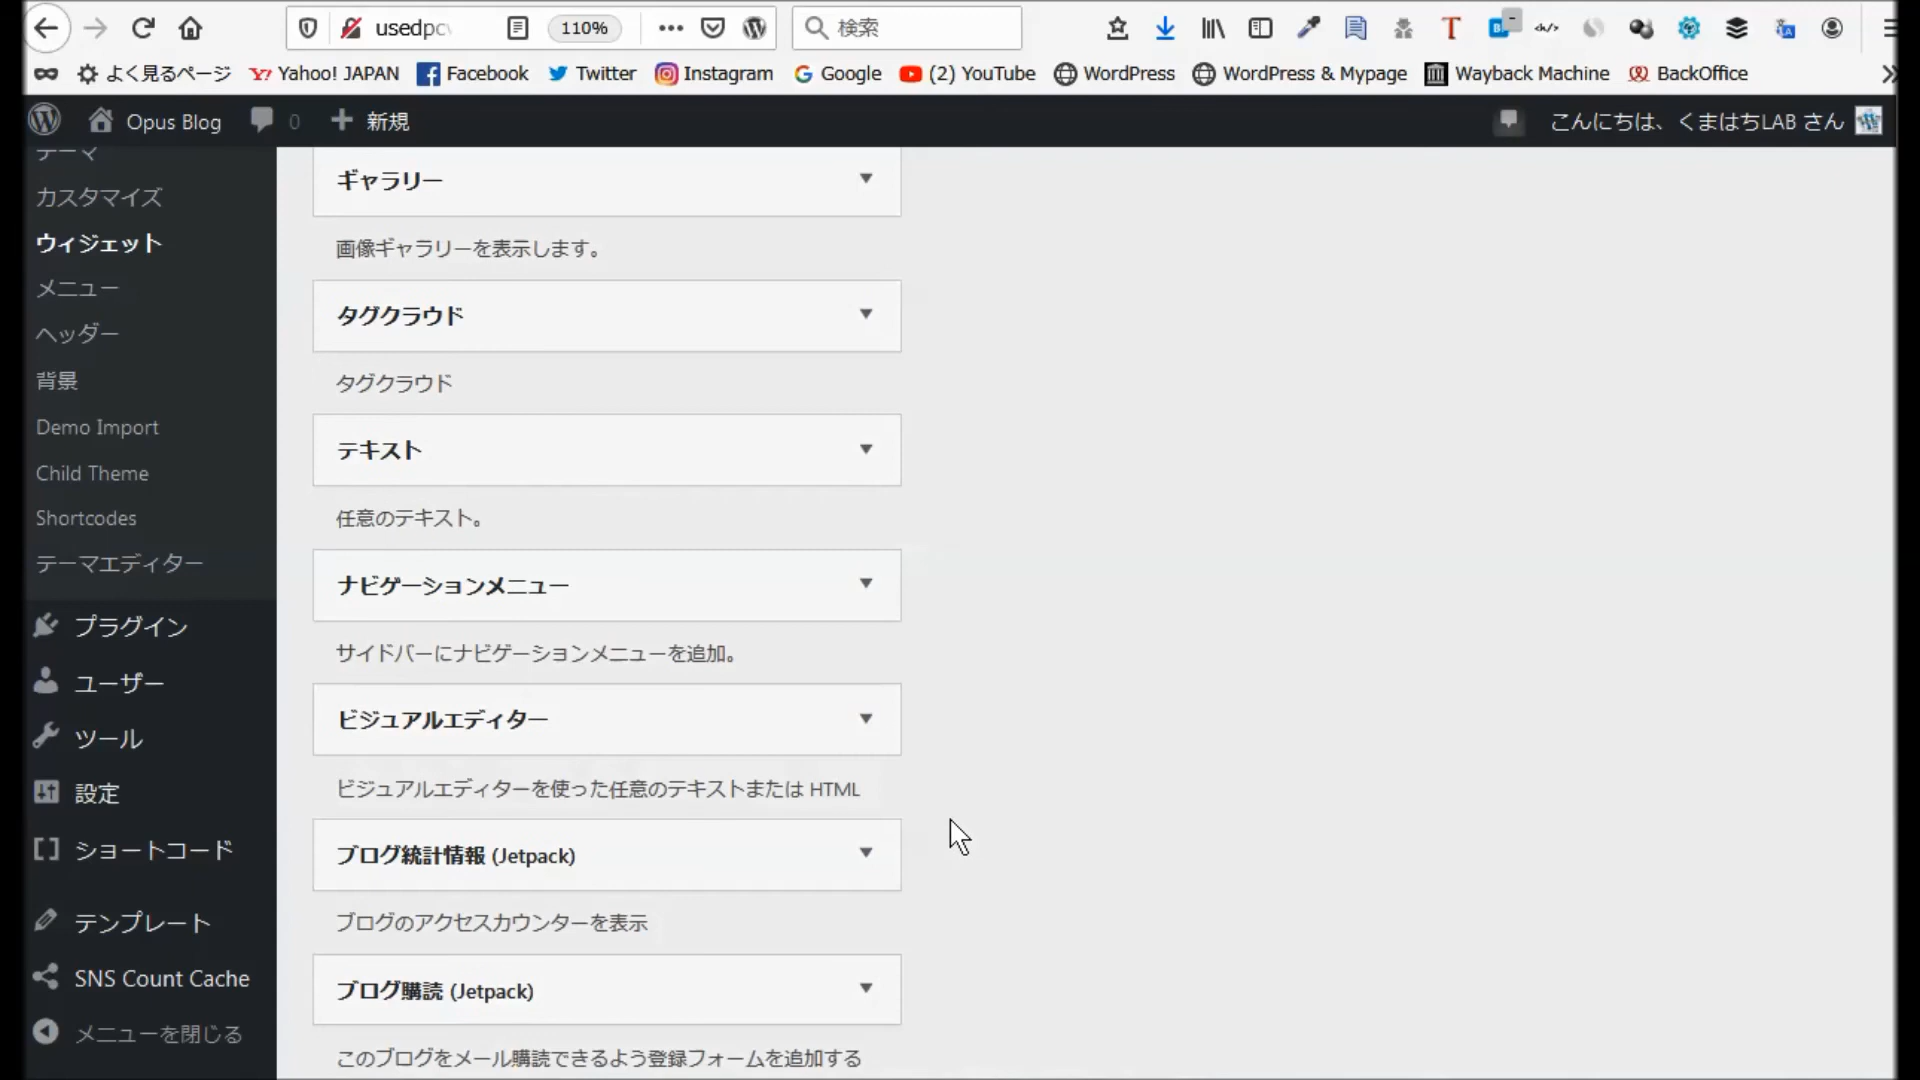 usedpc
110%
検索
よく見るページ
Yahoo! JAPAN
Facebook
Twitter
Instagram
Google
(2) YouTube
WordPress
WordPress & Mypage
Wayback Machine
BackOffice
Opus Blog
0
新規
こんにちは、くまはちLAB さん
テーマ
カスタマイズ
ウィジェット
メニュー
ヘッダー
背景
Demo Import
Child Theme
Shortcodes
テーマエディター
プラグイン
ユーザー
ツール
設定
ショートコード
テンプレート
SNS Count Cache
メニューを閉じる
ギャラリー
画像ギャラリーを表示します。
タグクラウド
タグクラウド
テキスト
任意のテキスト。
ナビゲーションメニュー
サイドバーにナビゲーションメニューを追加。
ビジュアルエディター
ビジュアルエディターを使った任意のテキストまたは HTML
ブログ統計情報 (Jetpack)
ブログのアクセスカウンターを表示
ブログ購読 (Jetpack)
このブログをメール購読できるよう登録フォームを追加する